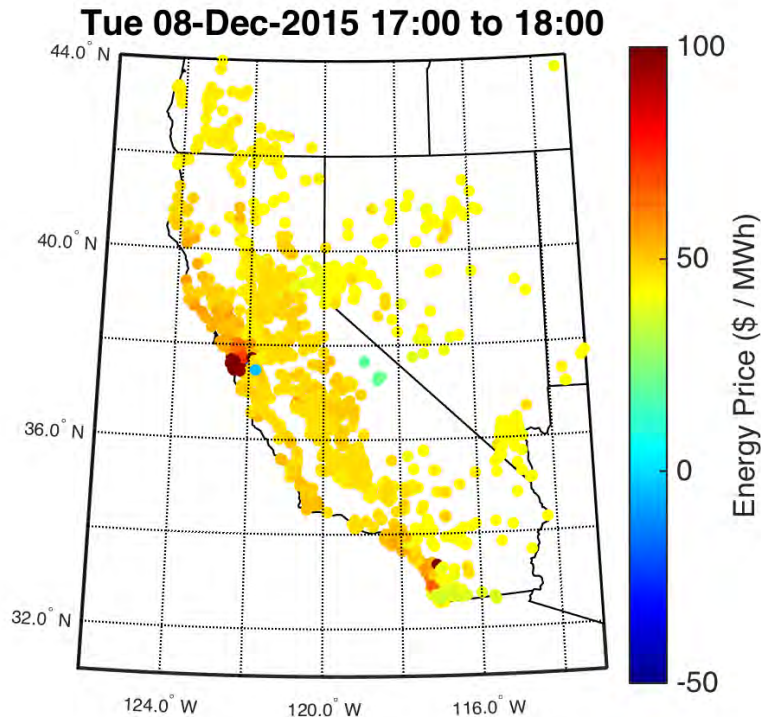 Tue 08-Dec-2015 17:00 to 18:00
44.0° N
40.0° N
36.0° N
32.0° N
124.0° W
120.0° W
116.0° W
100
50
0
-50
Energy Price ($ / MWh)